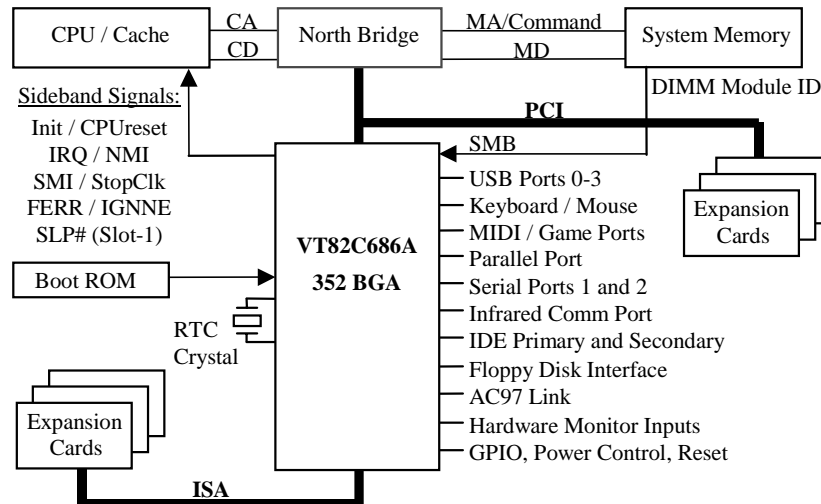 CPU / Cache
CA
CD
North Bridge
MA/Command
MD
System Memory
DIMM Module ID
Sideband Signals:
Init / CPUreset
IRQ / NMI
SMI / StopClk
FERR / IGNNE
SLP# (Slot-1)
PCI
SMB
Expansion
Cards
VT82C686A
352 BGA
USB Ports 0-3
Keyboard / Mouse
MIDI / Game Ports
Parallel Port
Serial Ports 1 and 2
Infrared Comm Port
IDE Primary and Secondary
Floppy Disk Interface
AC97 Link
Hardware Monitor Inputs
GPIO, Power Control, Reset
Boot ROM
RTC
Crystal
Expansion
Cards
ISA